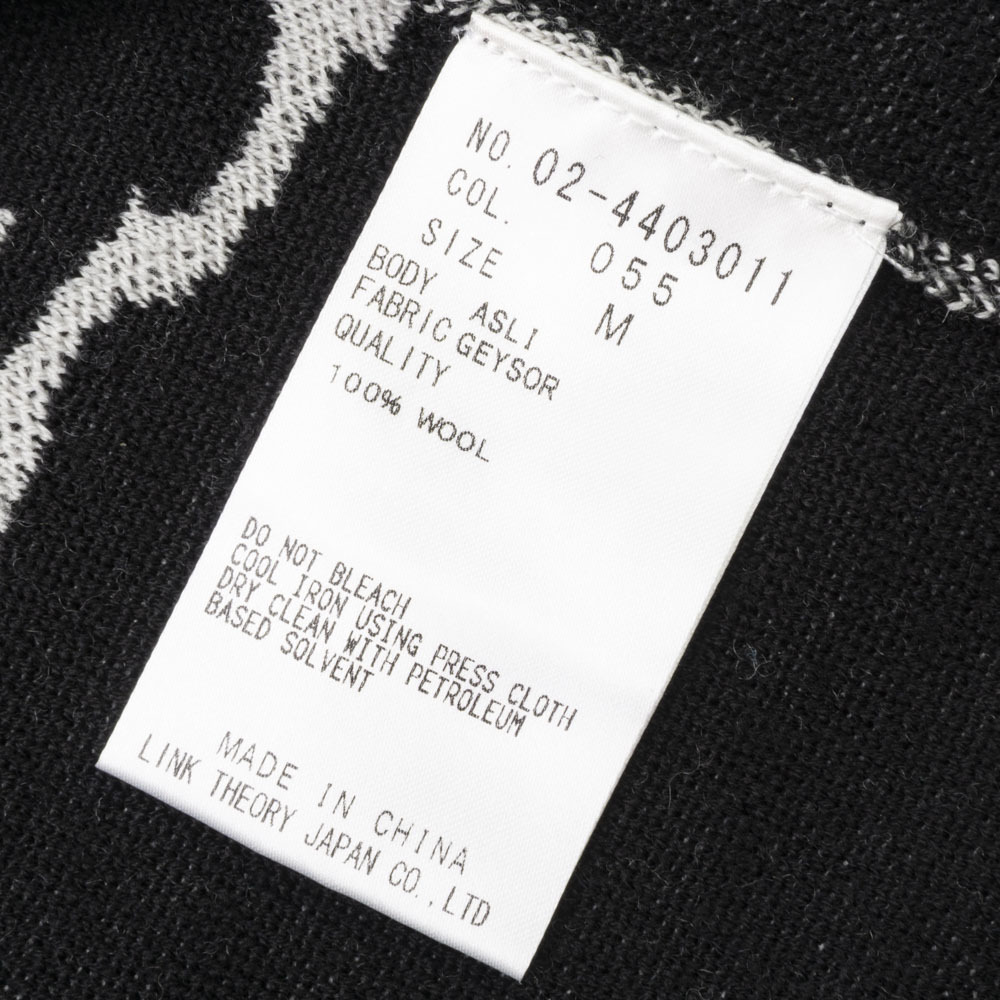 NO. 02-4403011
COL. 055
SIZE M
BODY ASLI
FABRIC GEYSOR
QUALITY
100% WOOL
DO NOT BLEACH
COOL IRON USING PRESS CLOTH
DRY CLEAN WITH PETROLEUM
BASED SOLVENT
MADE IN CHINA
LINK THEORY JAPAN CO.,LTD